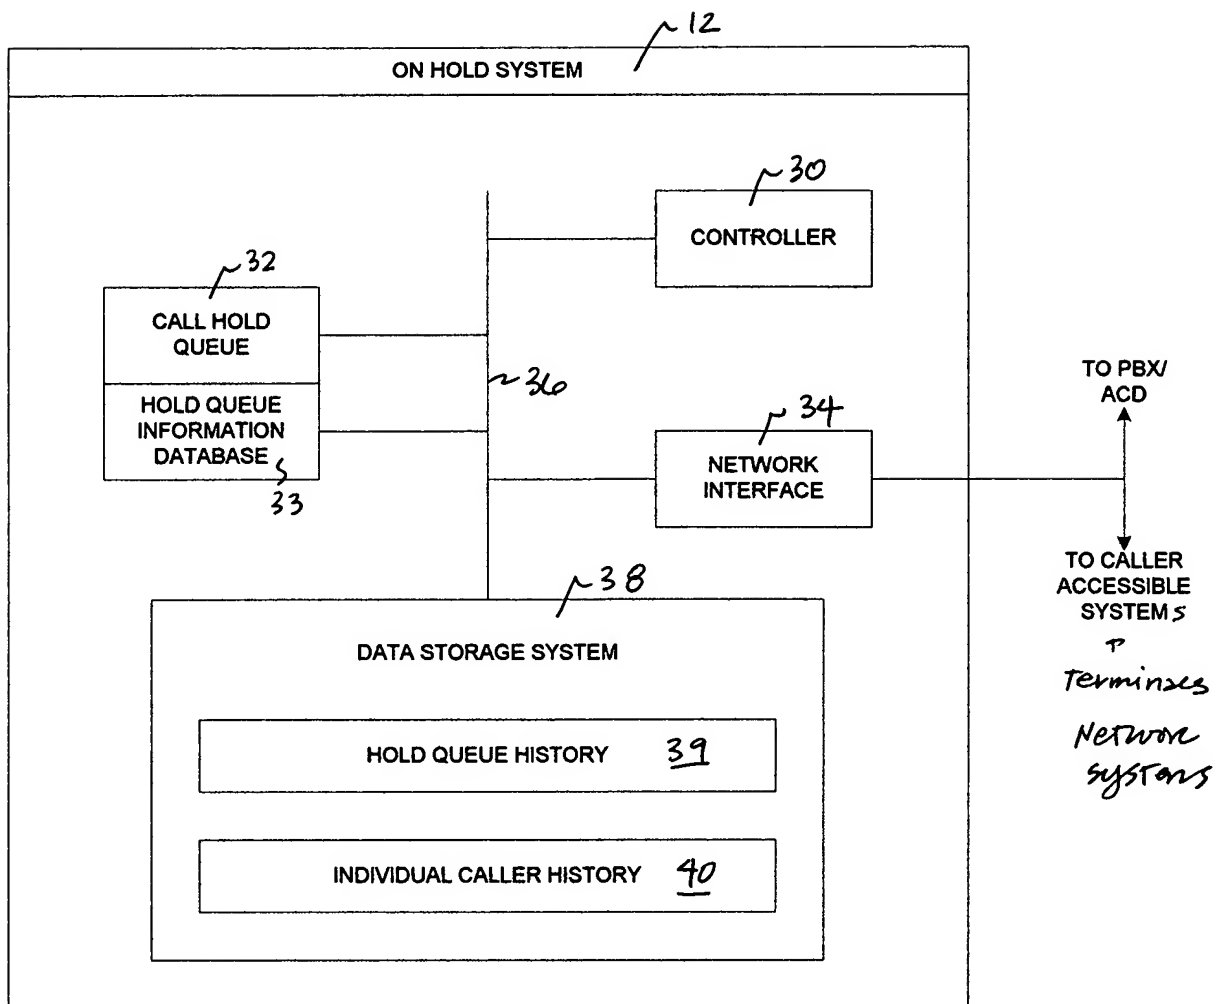 12
ON HOLD SYSTEM
30
CONTROLLER
32
CALL HOLD
QUEUE
36
HOLD QUEUE
INFORMATION
DATABASE
33
34
NETWORK
INTERFACE
TO PBX/
ACD
TO CALLER
ACCESSIBLE
SYSTEMS
Network
systems
38
DATA STORAGE SYSTEM
HOLD QUEUE HISTORY 39
INDIVIDUAL CALLER HISTORY 40